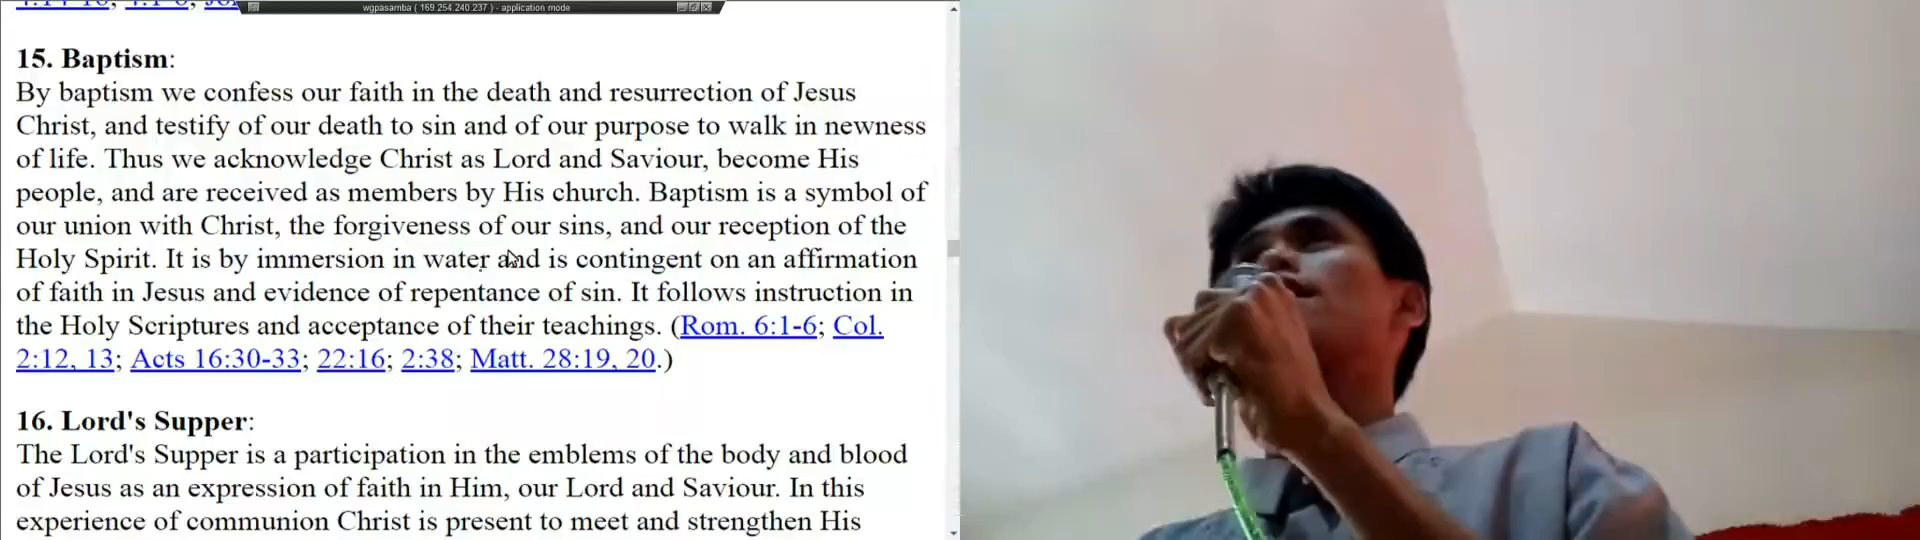 wgpasamba ( 169.254.240.237 ) - application mode
15. Baptism:
By baptism we confess our faith in the death and resurrection of Jesus
Christ, and testify of our death to sin and of our purpose to walk in newness
of life. Thus we acknowledge Christ as Lord and Saviour, become His
people, and are received as members by His church. Baptism is a symbol of
our union with Christ, the forgiveness of our sins, and our reception of the
Holy Spirit. It is by immersion in water and is contingent on an affirmation
of faith in Jesus and evidence of repentance of sin. It follows instruction in
the Holy Scriptures and acceptance of their teachings. (Rom. 6:1-6; Col.
2:12, 13; Acts 16:30-33; 22:16; 2:38; Matt. 28:19, 20.)
16. Lord's Supper:
The Lord's Supper is a participation in the emblems of the body and blood
of Jesus as an expression of faith in Him, our Lord and Saviour. In this
experience of communion Christ is present to meet and strengthen His